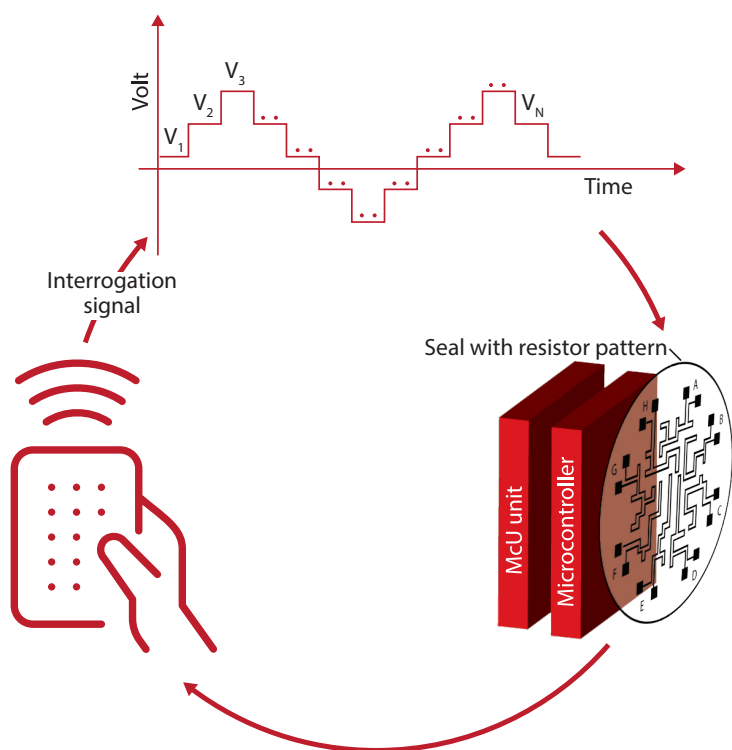 Volt
V1
V2
V3
VN
Time
Interrogation
signal
Seal with resistor pattern
McU unit
Microcontroller
A
B
C
D
E
F
G
H